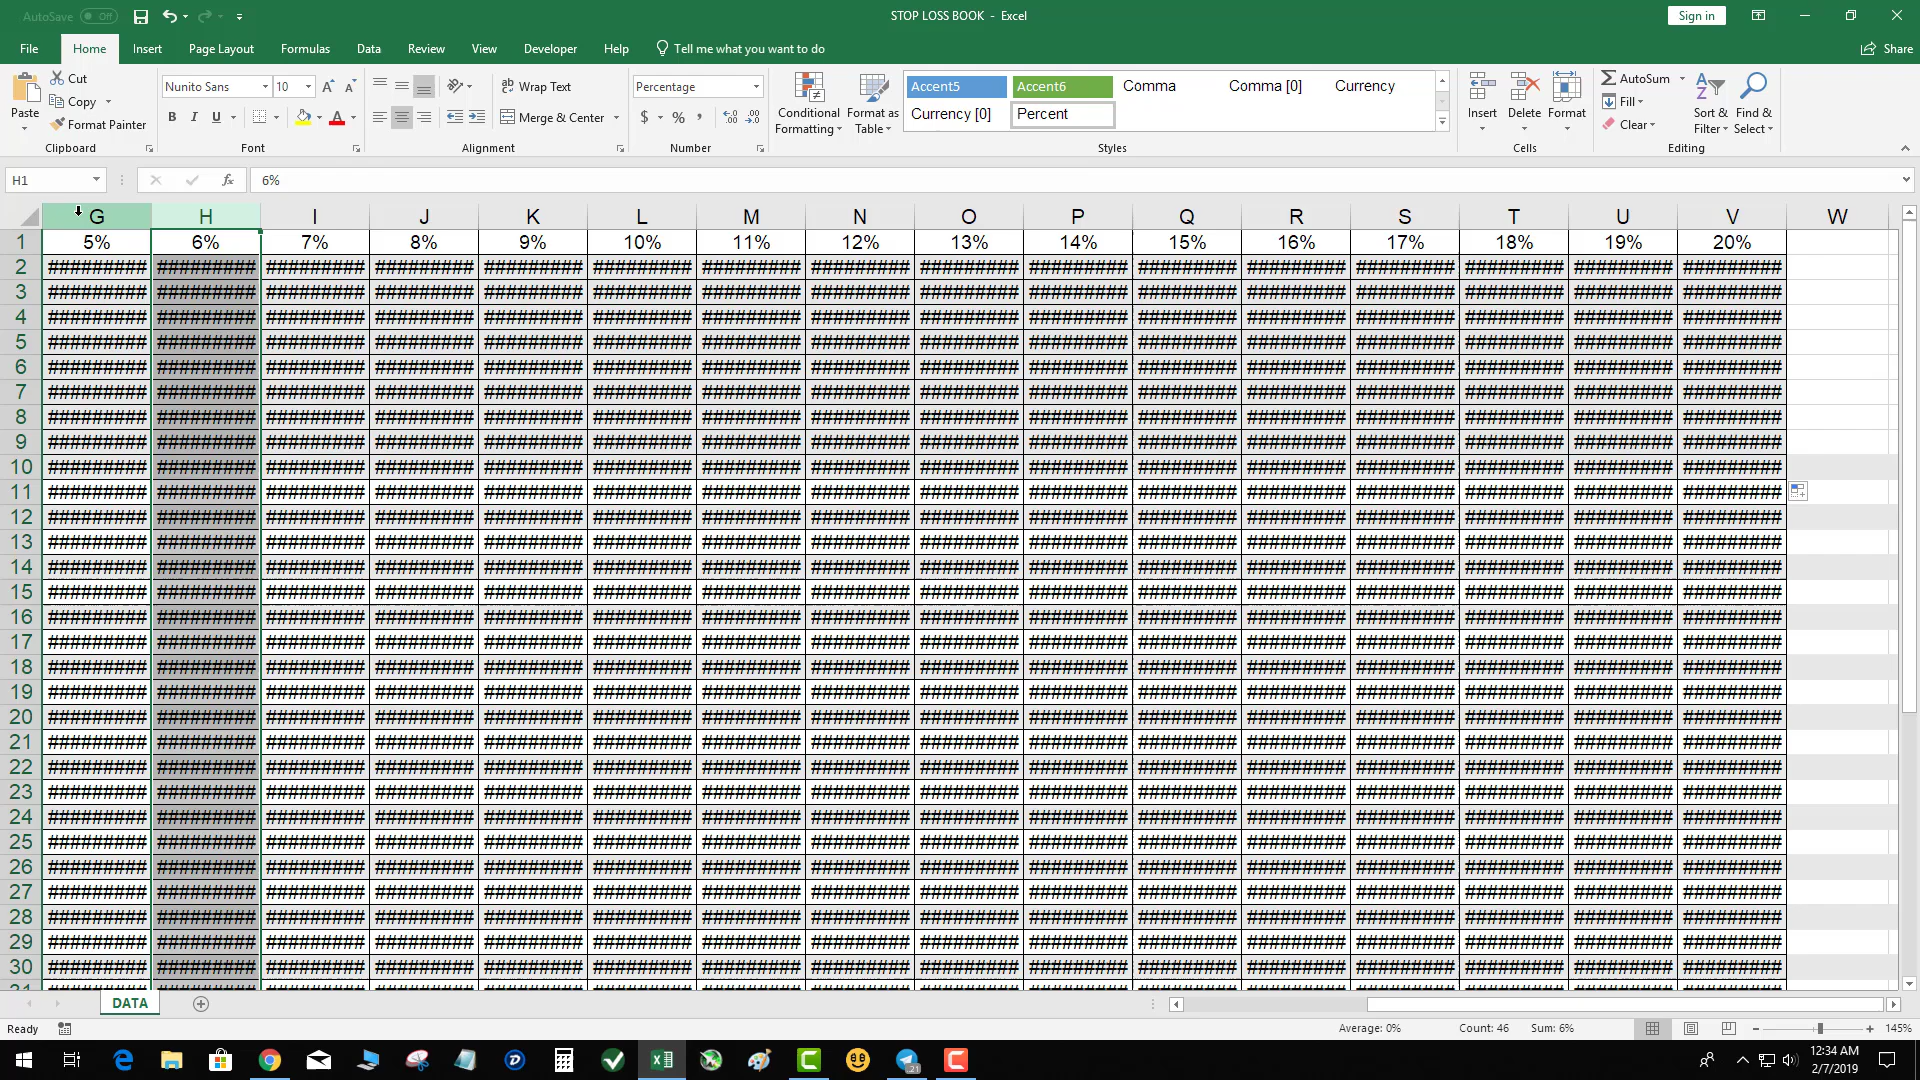 AutoSave Off STOP LOSS BOOK - Excel Sign in
File Home Insert Page Layout Formulas Data Review View Developer Help Tell me what you want to do Share
Paste Cut Copy Format Painter Clipboard
Nunito Sans 10 B I U Font
Wrap Text Merge & Center Alignment
Percentage $ % , Number
Conditional Formatting Format as Table
Accent5 Accent6 Comma Comma [0] Currency
Currency [0] Percent
Styles
Insert Delete Format Cells
AutoSum Fill Clear Sort & Filter Find & Select Editing
H1 fx 6%
G H I J K L M N O P Q R S T U V W
1 5% 6% 7% 8% 9% 10% 11% 12% 13% 14% 15% 16% 17% 18% 19% 20%
2 ######### ######### ######### ######### ######### ######### ######### ######### ######### ######### ######### ######### ######### ######### ######### #########
3 ######### ######### ######### ######### ######### ######### ######### ######### ######### ######### ######### ######### ######### ######### ######### #########
4 ######### ######### ######### ######### ######### ######### ######### ######### ######### ######### ######### ######### ######### ######### ######### #########
5 ######### ######### ######### ######### ######### ######### ######### ######### ######### ######### ######### ######### ######### ######### ######### #########
6 ######### ######### ######### ######### ######### ######### ######### ######### ######### ######### ######### ######### ######### ######### ######### #########
7 ######### ######### ######### ######### ######### ######### ######### ######### ######### ######### ######### ######### ######### ######### ######### #########
8 ######### ######### ######### ######### ######### ######### ######### ######### ######### ######### ######### ######### ######### ######### ######### #########
9 ######### ######### ######### ######### ######### ######### ######### ######### ######### ######### ######### ######### ######### ######### ######### #########
10 ######### ######### ######### ######### ######### ######### ######### ######### ######### ######### ######### ######### ######### ######### ######### #########
11 ######### ######### ######### ######### ######### ######### ######### ######### ######### ######### ######### ######### ######### ######### ######### #########
12 ######### ######### ######### ######### ######### ######### ######### ######### ######### ######### ######### ######### ######### ######### ######### #########
13 ######### ######### ######### ######### ######### ######### ######### ######### ######### ######### ######### ######### ######### ######### ######### #########
14 ######### ######### ######### ######### ######### ######### ######### ######### ######### ######### ######### ######### ######### ######### ######### #########
15 ######### ######### ######### ######### ######### ######### ######### ######### ######### ######### ######### ######### ######### ######### ######### #########
16 ######### ######### ######### ######### ######### ######### ######### ######### ######### ######### ######### ######### ######### ######### ######### #########
17 ######### ######### ######### ######### ######### ######### ######### ######### ######### ######### ######### ######### ######### ######### ######### #########
18 ######### ######### ######### ######### ######### ######### ######### ######### ######### ######### ######### ######### ######### ######### ######### #########
19 ######### ######### ######### ######### ######### ######### ######### ######### ######### ######### ######### ######### ######### ######### ######### #########
20 ######### ######### ######### ######### ######### ######### ######### ######### ######### ######### ######### ######### ######### ######### ######### #########
21 ######### ######### ######### ######### ######### ######### ######### ######### ######### ######### ######### ######### ######### ######### ######### #########
22 ######### ######### ######### ######### ######### ######### ######### ######### ######### ######### ######### ######### ######### ######### ######### #########
23 ######### ######### ######### ######### ######### ######### ######### ######### ######### ######### ######### ######### ######### ######### ######### #########
24 ######### ######### ######### ######### ######### ######### ######### ######### ######### ######### ######### ######### ######### ######### ######### #########
25 ######### ######### ######### ######### ######### ######### ######### ######### ######### ######### ######### ######### ######### ######### ######### #########
26 ######### ######### ######### ######### ######### ######### ######### ######### ######### ######### ######### ######### ######### ######### ######### #########
27 ######### ######### ######### ######### ######### ######### ######### ######### ######### ######### ######### ######### ######### ######### ######### #########
28 ######### ######### ######### ######### ######### ######### ######### ######### ######### ######### ######### ######### ######### ######### ######### #########
29 ######### ######### ######### ######### ######### ######### ######### ######### ######### ######### ######### ######### ######### ######### ######### #########
30 ######### ######### ######### ######### ######### ######### ######### ######### ######### ######### ######### ######### ######### ######### ######### #########
DATA
Ready Average: 0% Count: 46 Sum: 6% 145%
21 12:34 AM
2/7/2019